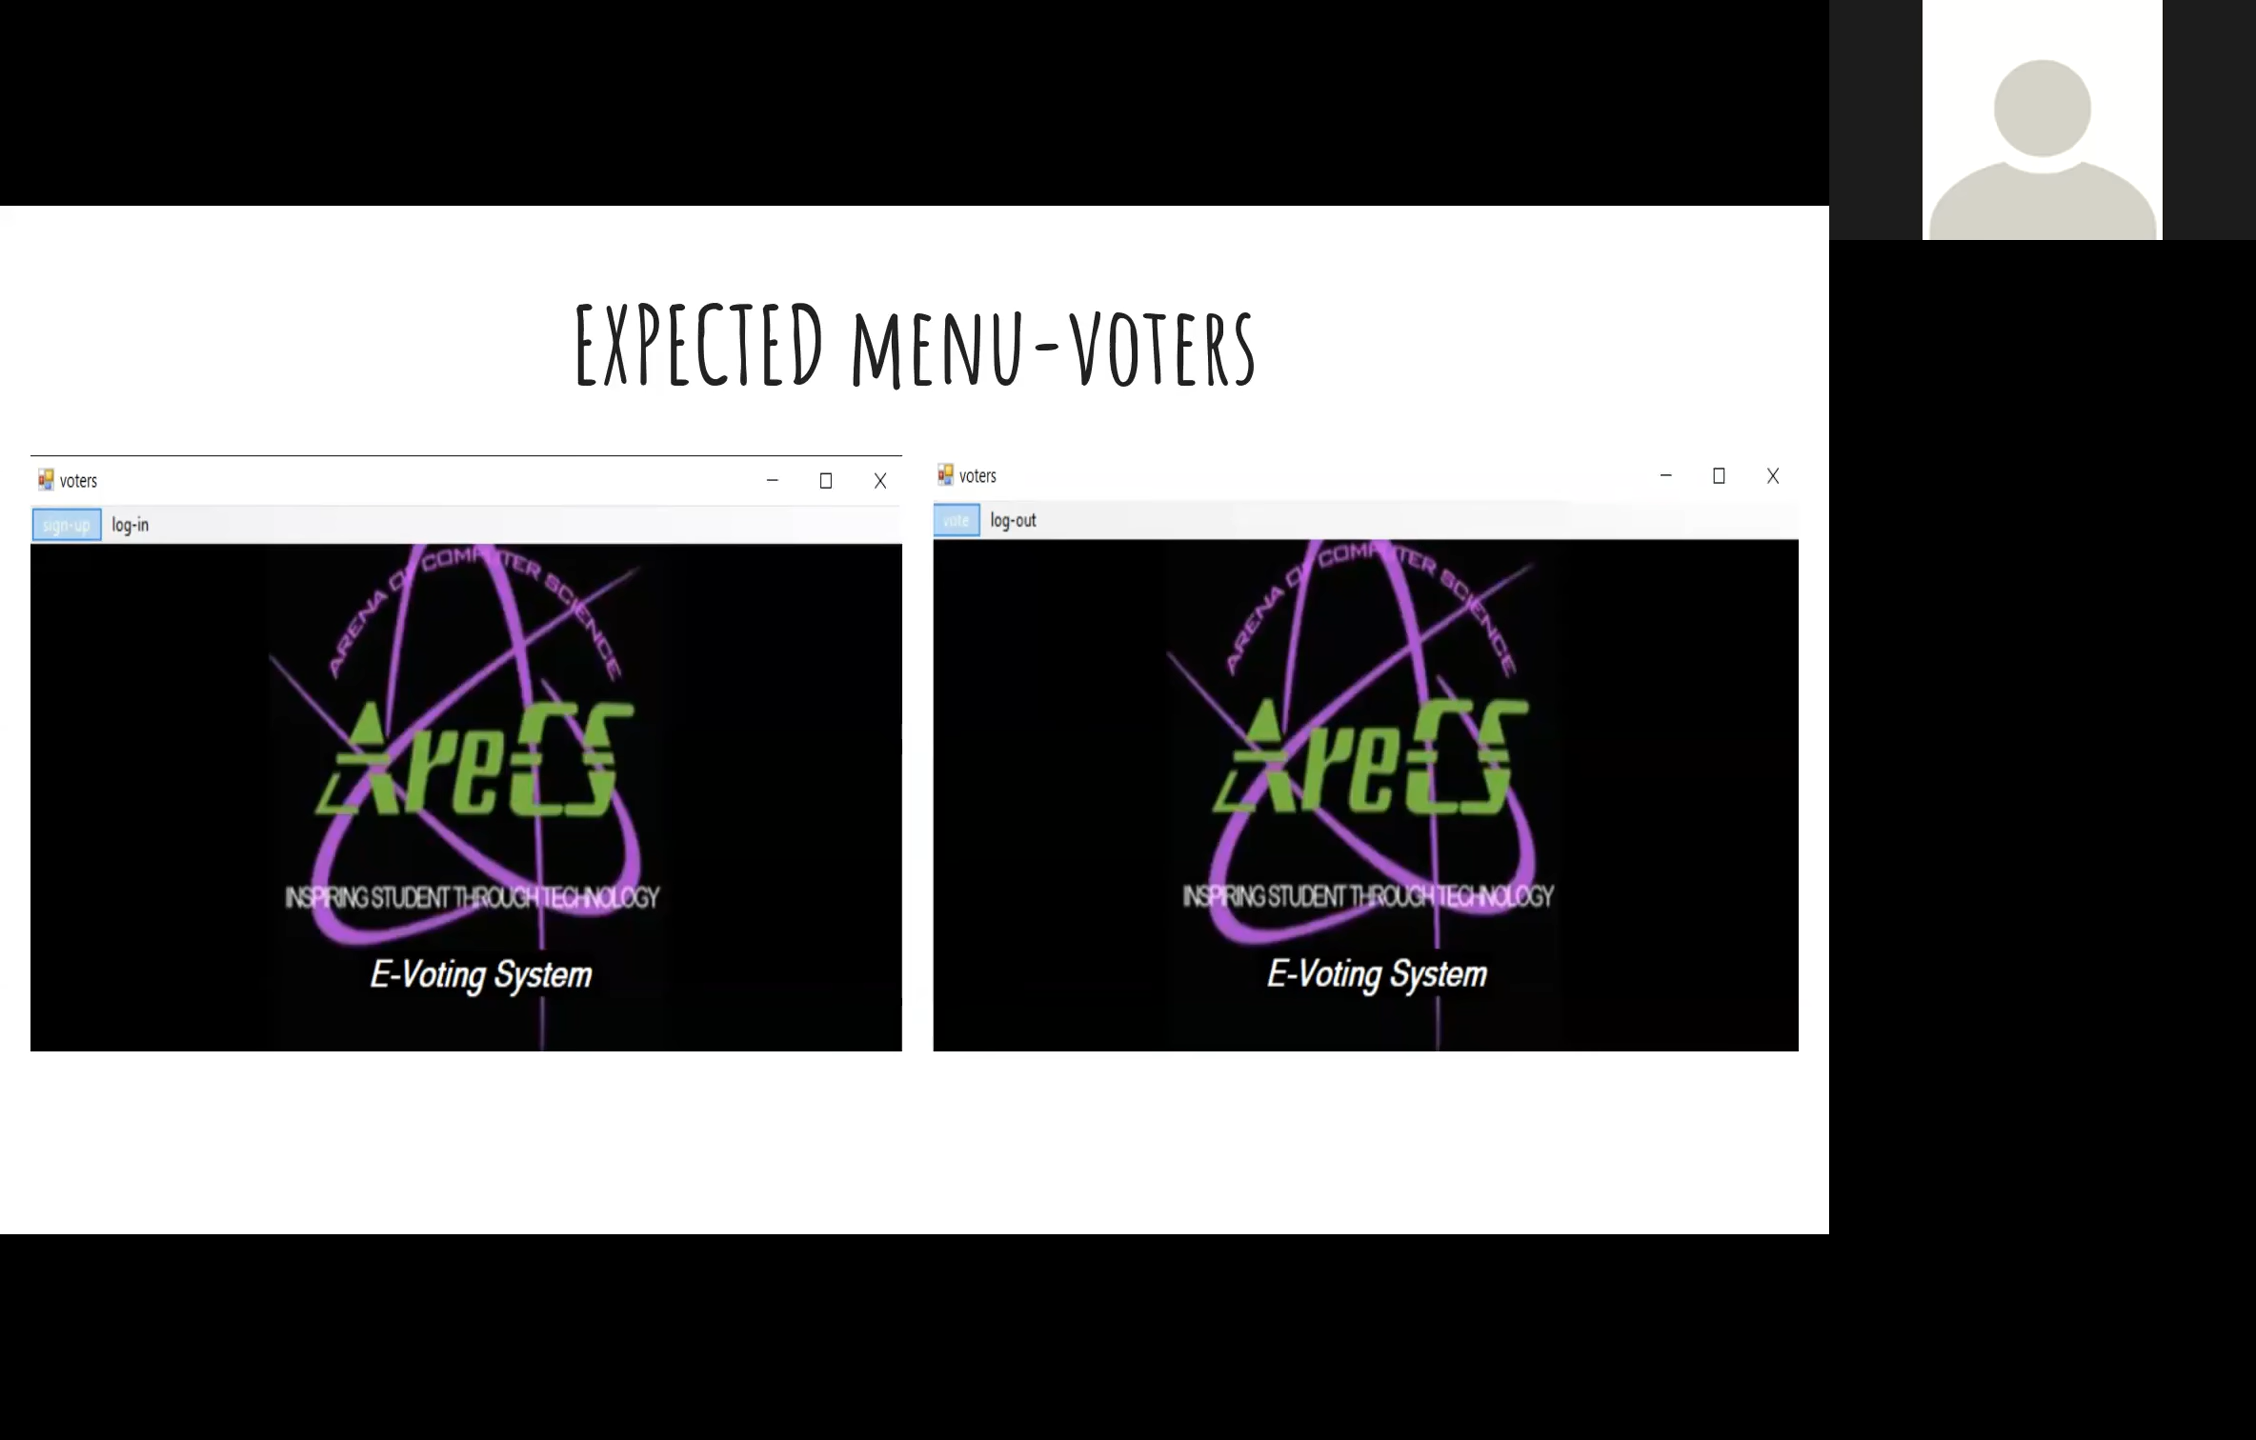 EXPECTED MENU-VOTERS
voters
sign-up log-in
ARENA OF COMPUTER SCIENCE
AreCS
INSPIRING STUDENT THROUGH TECHNOLOGY
E-Voting System
voters
vote log-out
ARENA OF COMPUTER SCIENCE
AreCS
INSPIRING STUDENT THROUGH TECHNOLOGY
E-Voting System